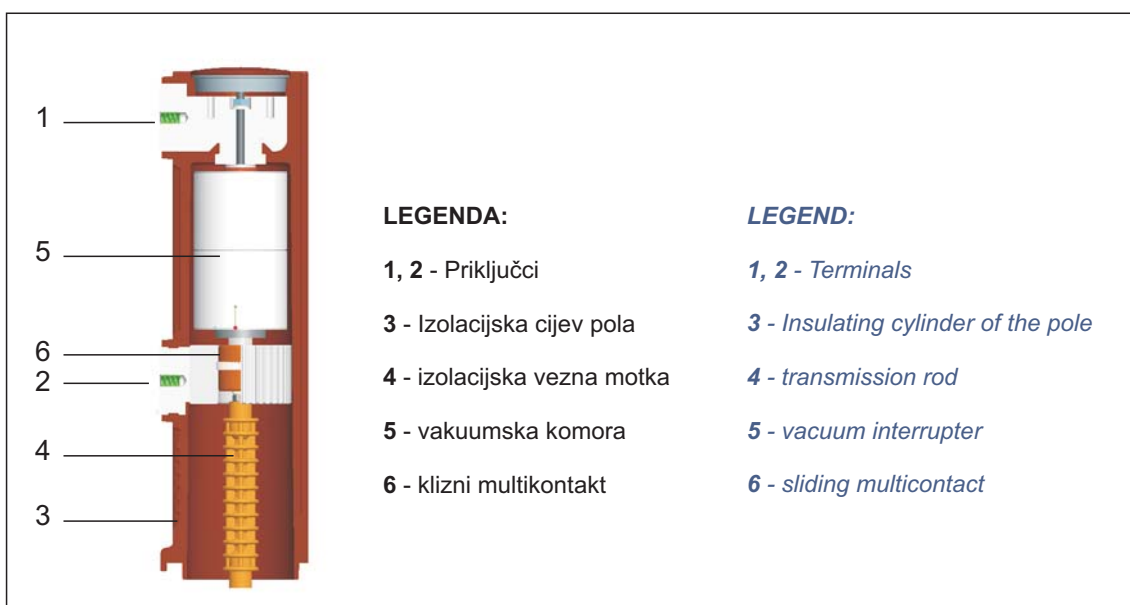 1
5
6
2
4
3
LEGENDA:
1, 2 - Priključci
3 - Izolacijska cijev pola
4 - izolacijska vezna motka
5 - vakuumska komora
6 - klizni multikontakt
LEGEND:
1, 2 - Terminals
3 - Insulating cylinder of the pole
4 - transmission rod
5 - vacuum interrupter
6 - sliding multicontact